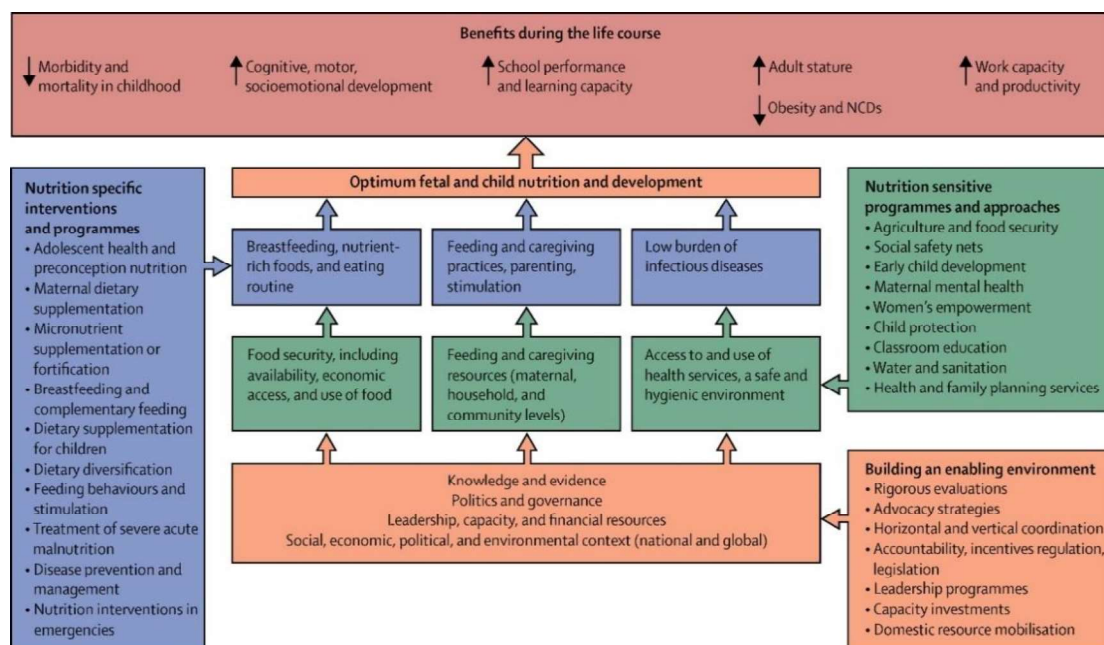 Benefits during the life course
Morbidity and
mortality in childhood
Cognitive, motor,
socioemotional development
School performance
and learning capacity
Adult stature
Obesity and NCDs
Work capacity
and productivity
Nutrition specific
interventions
and programmes
• Adolescent health and
preconception nutrition
• Maternal dietary
supplementation
• Micronutrient
supplementation or
fortification
• Breastfeeding and
complementary feeding
• Dietary supplementation
for children
• Dietary diversification
• Feeding behaviours and
stimulation
• Treatment of severe acute
malnutrition
• Disease prevention and
management
• Nutrition interventions in
emergencies
Optimum fetal and child nutrition and development
Breastfeeding, nutrient-
rich foods, and eating
routine
Feeding and caregiving
practices, parenting,
stimulation
Low burden of
infectious diseases
Food security, including
availability, economic
access, and use of food
Feeding and caregiving
resources (maternal,
household, and
community levels)
Access to and use of
health services, a safe and
hygienic environment
Knowledge and evidence
Politics and governance
Leadership, capacity, and financial resources
Social, economic, political, and environmental context (national and global)
Nutrition sensitive
programmes and approaches
• Agriculture and food security
• Social safety nets
• Early child development
• Maternal mental health
• Women's empowerment
• Child protection
• Classroom education
• Water and sanitation
• Health and family planning services
Building an enabling environment
• Rigorous evaluations
• Advocacy strategies
• Horizontal and vertical coordination
• Accountability, incentives regulation,
legislation
• Leadership programmes
• Capacity investments
• Domestic resource mobilisation